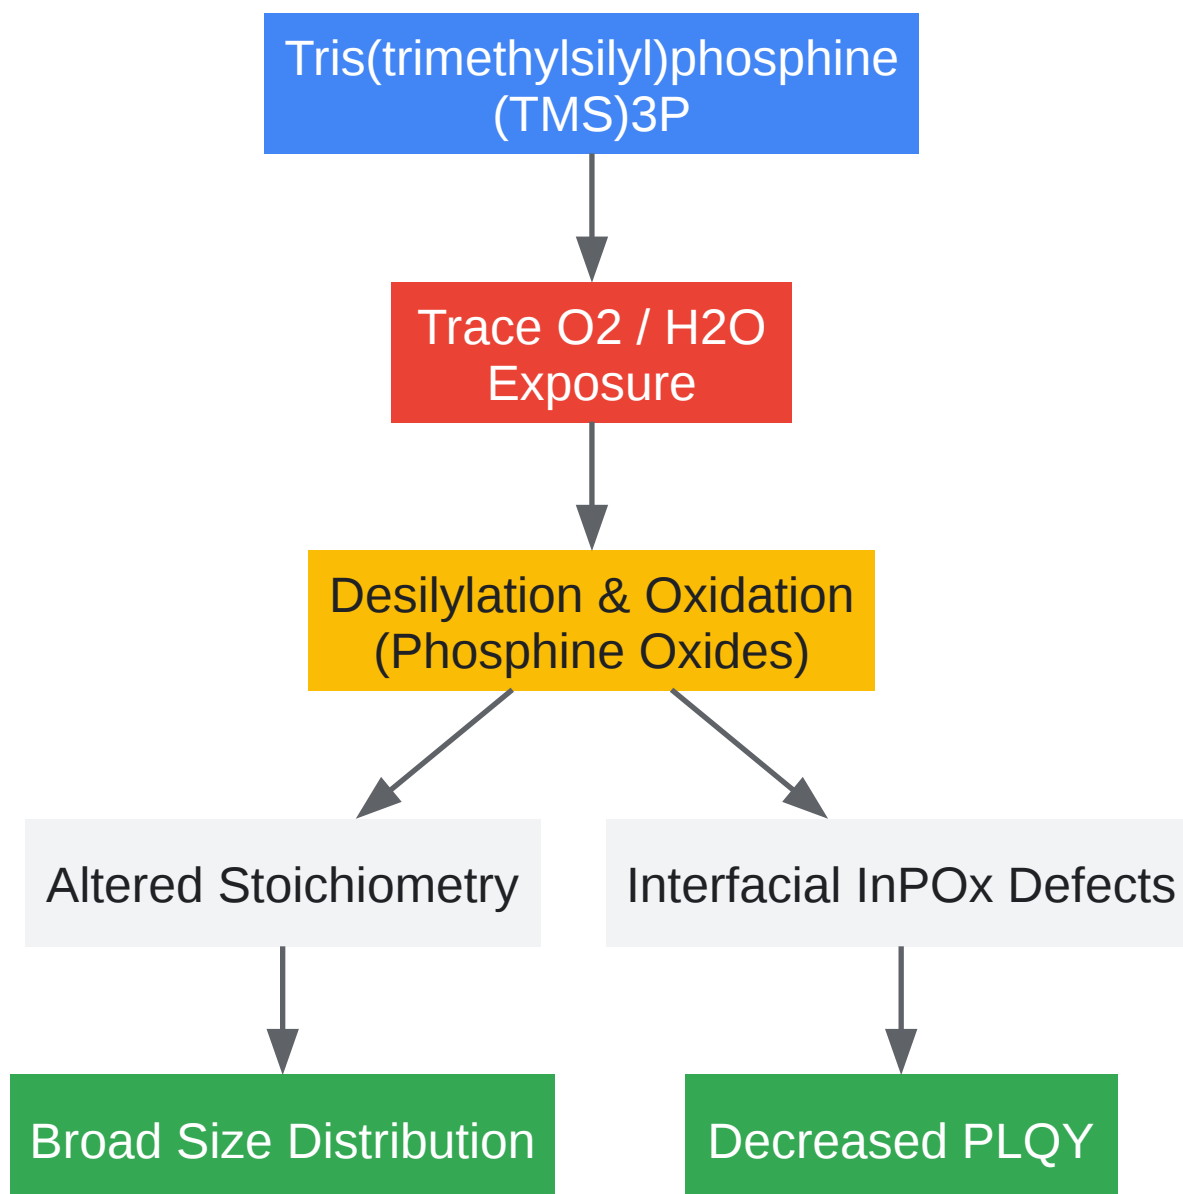 Tris(trimethylsilyl)phosphine
(TMS)3P
Trace O2 / H2O
Exposure
Desilylation & Oxidation
(Phosphine Oxides)
Altered Stoichiometry
Interfacial InPOx Defects
Broad Size Distribution
Decreased PLQY